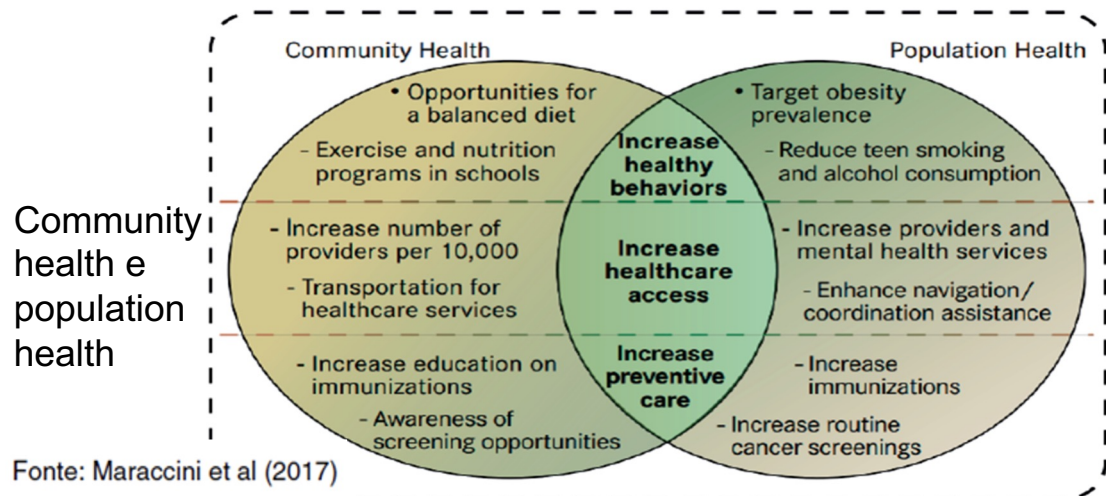 Community
health e
population
health
Community Health
• Opportunities for
a balanced diet
- Exercise and nutrition
programs in schools
- Increase number of
providers per 10,000
- Transportation for
healthcare services
- Increase education on
immunizations
- Awareness of
screening opportunities
Increase
healthy
behaviors
Increase
healthcare
access
Increase
preventive
care
Population Health
• Target obesity
prevalence
- Reduce teen smoking
and alcohol consumption
- Increase providers and
mental health services
- Enhance navigation/
coordination assistance
- Increase
immunizations
- Increase routine
cancer screenings
Fonte: Maraccini et al (2017)